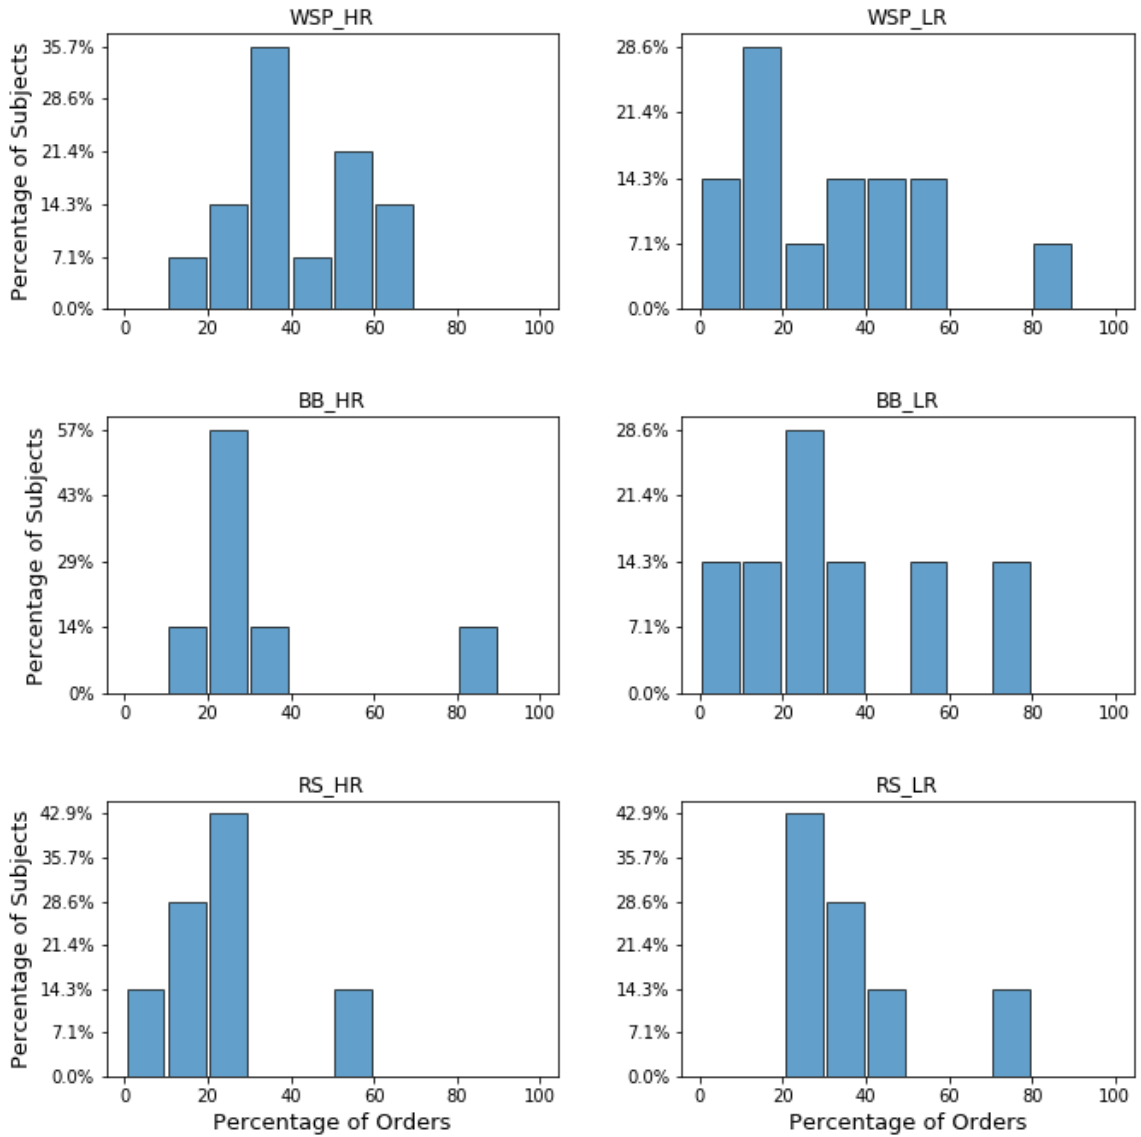 WSP_HR
WSP_LR
Percentage of Subjects
35.7%
28.6%
21.4%
14.3%
7.1%
0.0%
0 20 40 60 80 100
28.6%
21.4%
14.3%
7.1%
0.0%
0 20 40 60 80 100
BB_HR
BB_LR
Percentage of Subjects
57%
43%
29%
14%
0%
0 20 40 60 80 100
28.6%
21.4%
14.3%
7.1%
0.0%
0 20 40 60 80 100
RS_HR
RS_LR
Percentage of Subjects
42.9%
35.7%
28.6%
21.4%
14.3%
7.1%
0.0%
0 20 40 60 80 100
Percentage of Orders
42.9%
35.7%
28.6%
21.4%
14.3%
7.1%
0.0%
0 20 40 60 80 100
Percentage of Orders